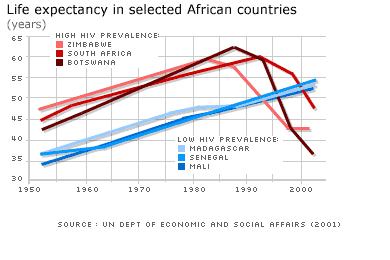 Life expectancy in selected African countries
(years)
65
60
55
50
45
40
35
30
HIGH HIV PREVALENCE:
ZIMBABWE
SOUTH AFRICA
BOTSWANA
LOW HIV PREVALENCE:
MADAGASCAR
SENEGAL
MALI
1950 1960 1970 1980 1990 2000
SOURCE: UN DEPT OF ECONOMIC AND SOCIAL AFFAIRS (2001)